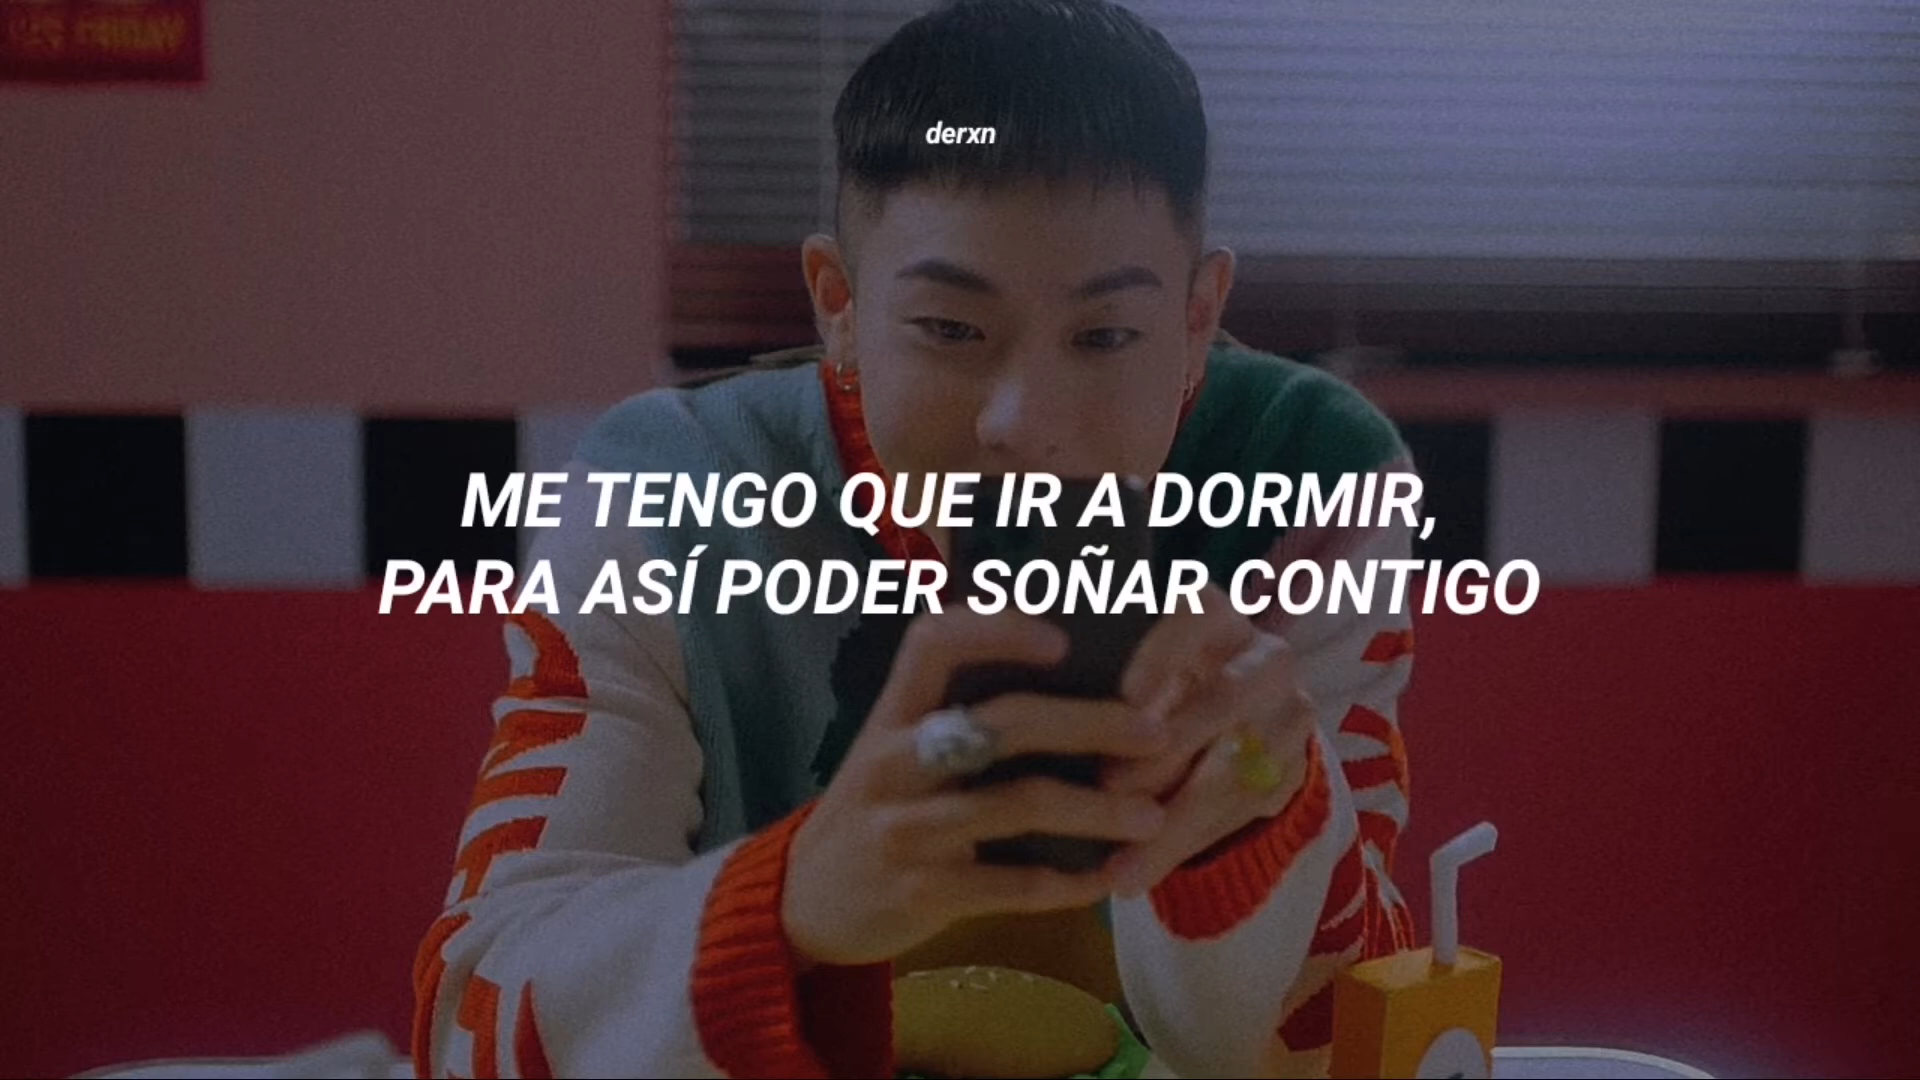 derxn
ME TENGO QUE IR A DORMIR,
PARA ASÍ PODER SOÑAR CONTIGO